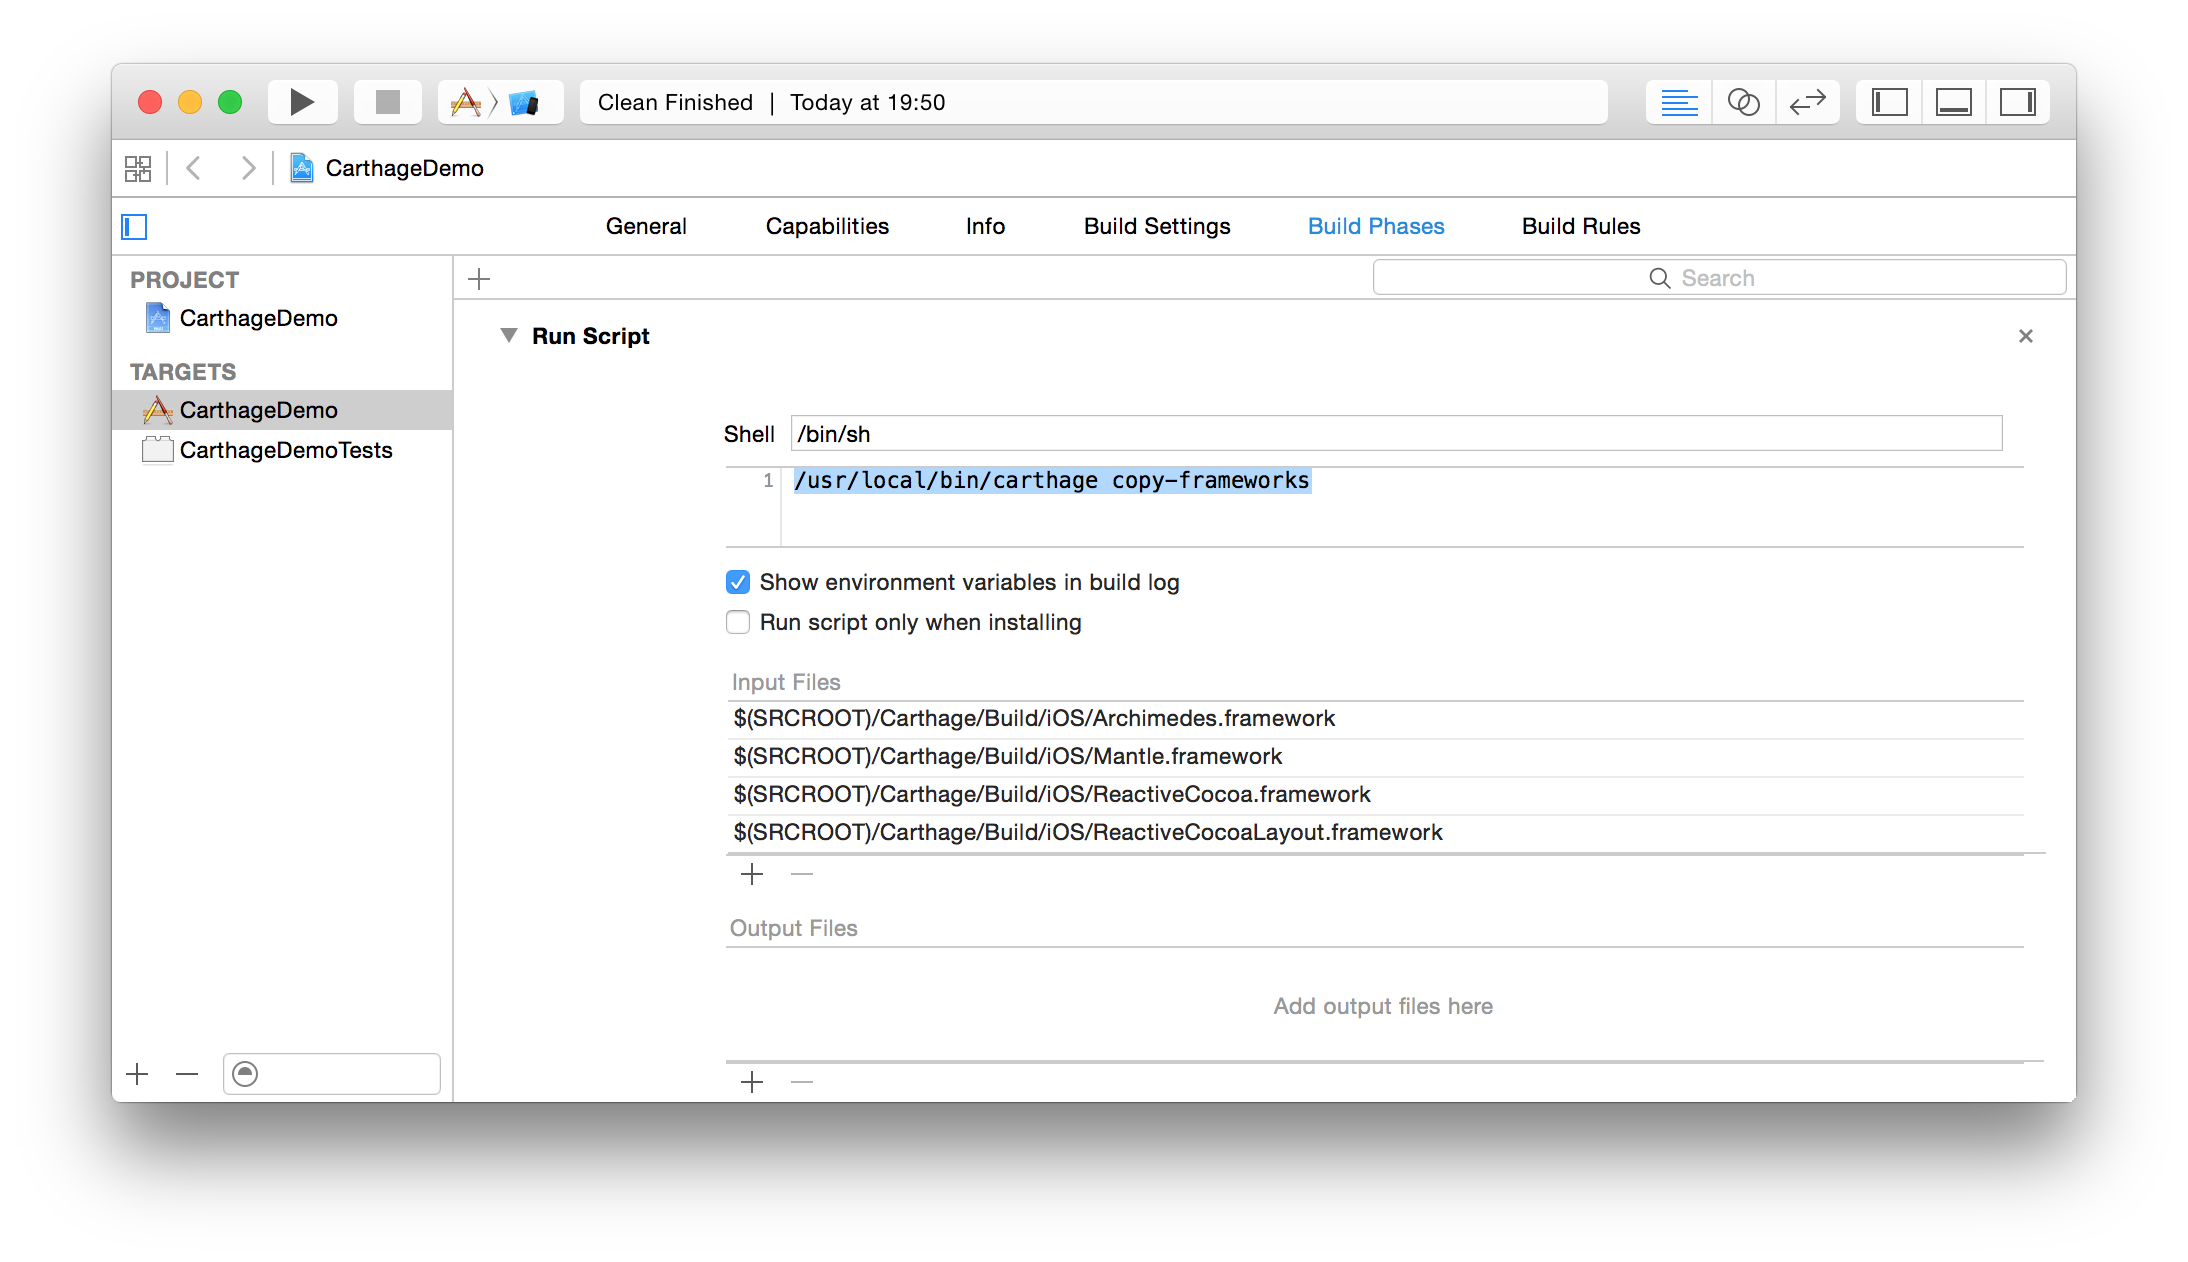 Clean Finished | Today at 19:50
CarthageDemo
General Capabilities Info Build Settings Build Phases Build Rules
PROJECT
CarthageDemo
TARGETS
CarthageDemo
CarthageDemoTests
Search
Run Script
Shell /bin/sh
1 /usr/local/bin/carthage copy-frameworks
Show environment variables in build log
Run script only when installing
Input Files
$(SRCROOT)/Carthage/Build/iOS/Archimedes.framework
$(SRCROOT)/Carthage/Build/iOS/Mantle.framework
$(SRCROOT)/Carthage/Build/iOS/ReactiveCocoa.framework
$(SRCROOT)/Carthage/Build/iOS/ReactiveCocoaLayout.framework
Output Files
Add output files here